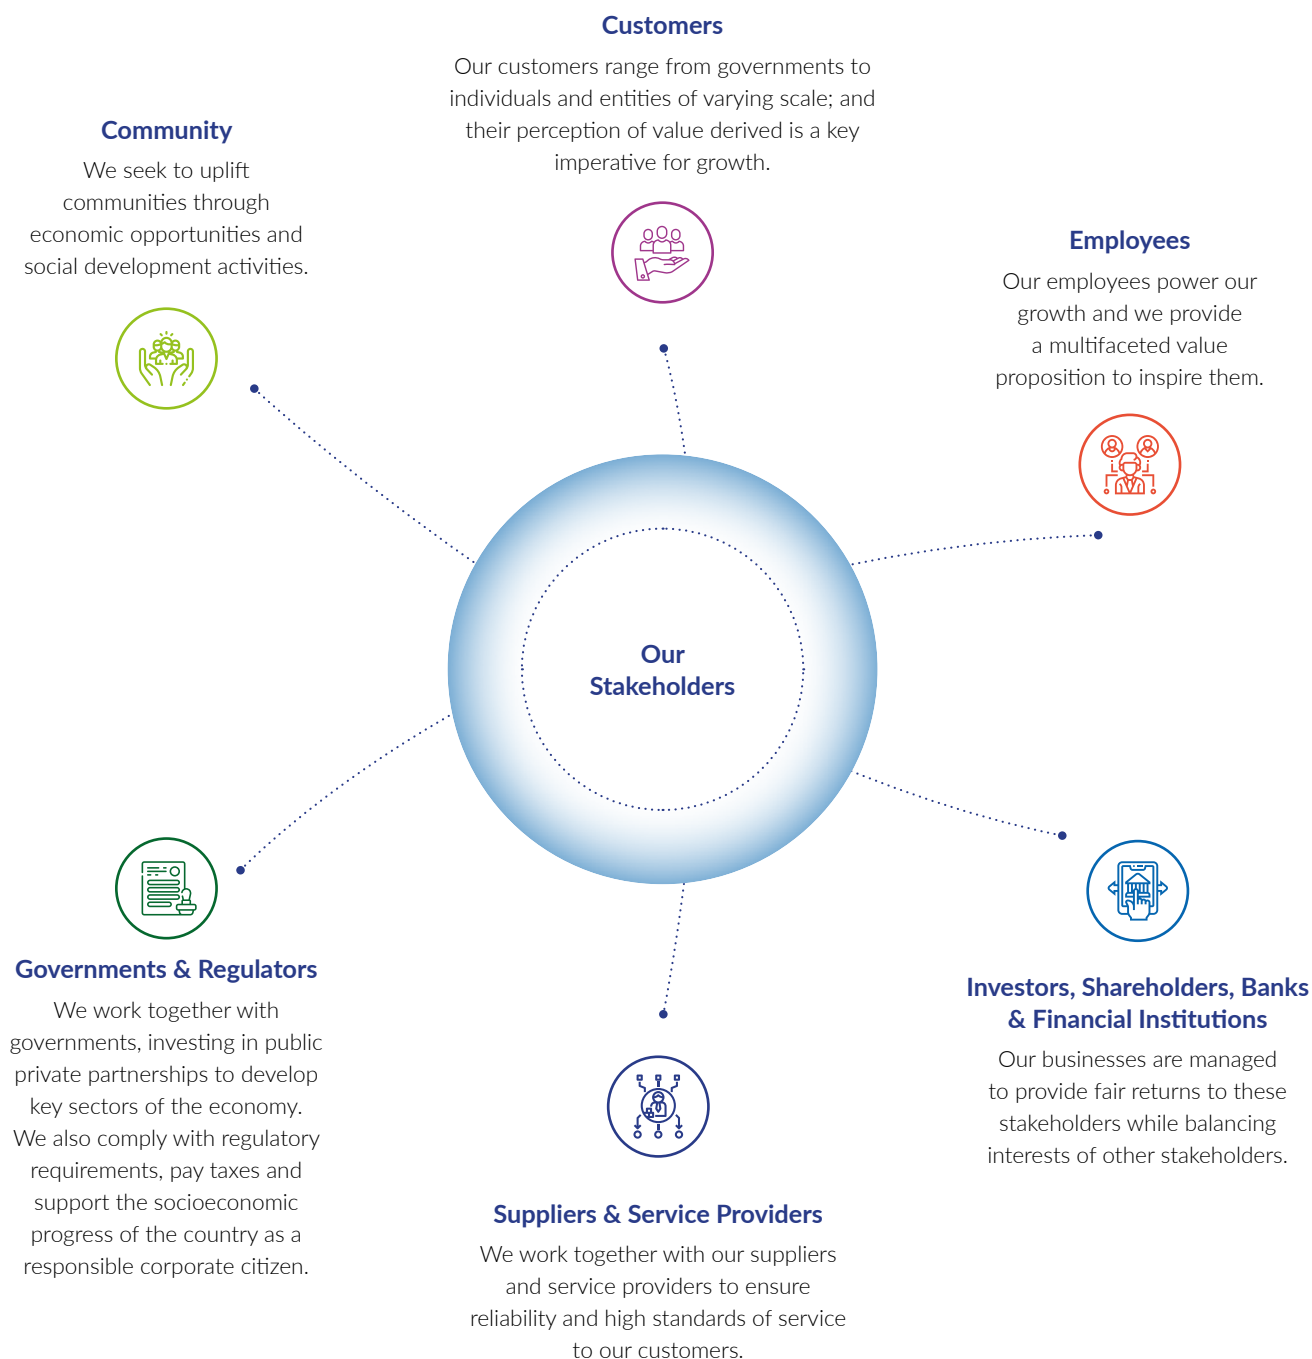 Customers
Our customers range from governments to
individuals and entities of varying scale; and
their perception of value derived is a key
imperative for growth.
Community
We seek to uplift
communities through
economic opportunities and
social development activities.
Employees
Our employees power our
growth and we provide
a multifaceted value
proposition to inspire them.
Our
Stakeholders
Governments & Regulators
We work together with
governments, investing in public
private partnerships to develop
key sectors of the economy.
We also comply with regulatory
requirements, pay taxes and
support the socioeconomic
progress of the country as a
responsible corporate citizen.
Investors, Shareholders, Banks
& Financial Institutions
Our businesses are managed
to provide fair returns to these
stakeholders while balancing
interests of other stakeholders.
Suppliers & Service Providers
We work together with our suppliers
and service providers to ensure
reliability and high standards of service
to our customers.